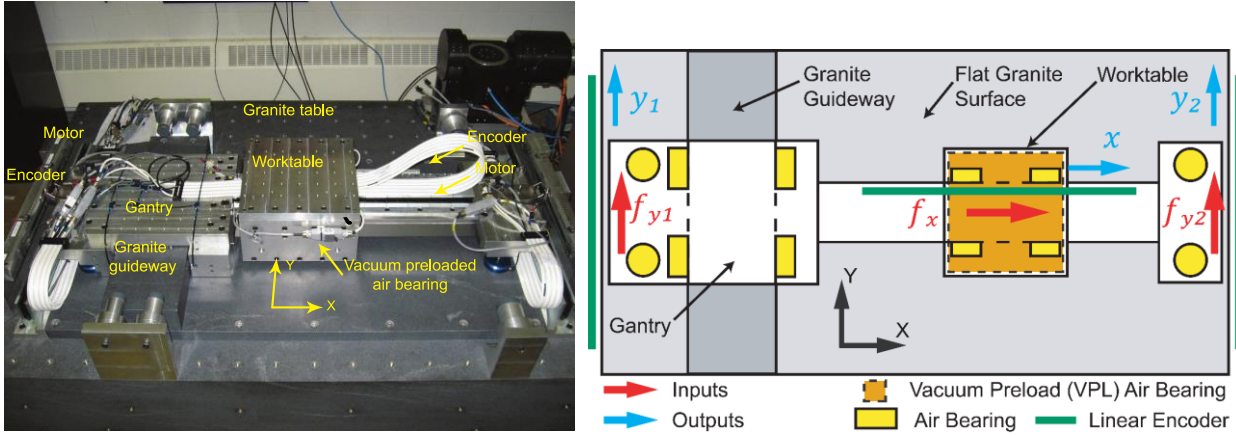 Granite table
Motor
Encoder
Encoder
Worktable
Motor
Gantry
Granite
guideway
Vacuum preloaded
air bearing
Y
X
y1
Granite
Guideway
Flat Granite
Surface
Worktable
y2
x
fy1
fx
fy2
Gantry
Y
X
Inputs
Outputs
Vacuum Preload (VPL) Air Bearing
Air Bearing
Linear Encoder